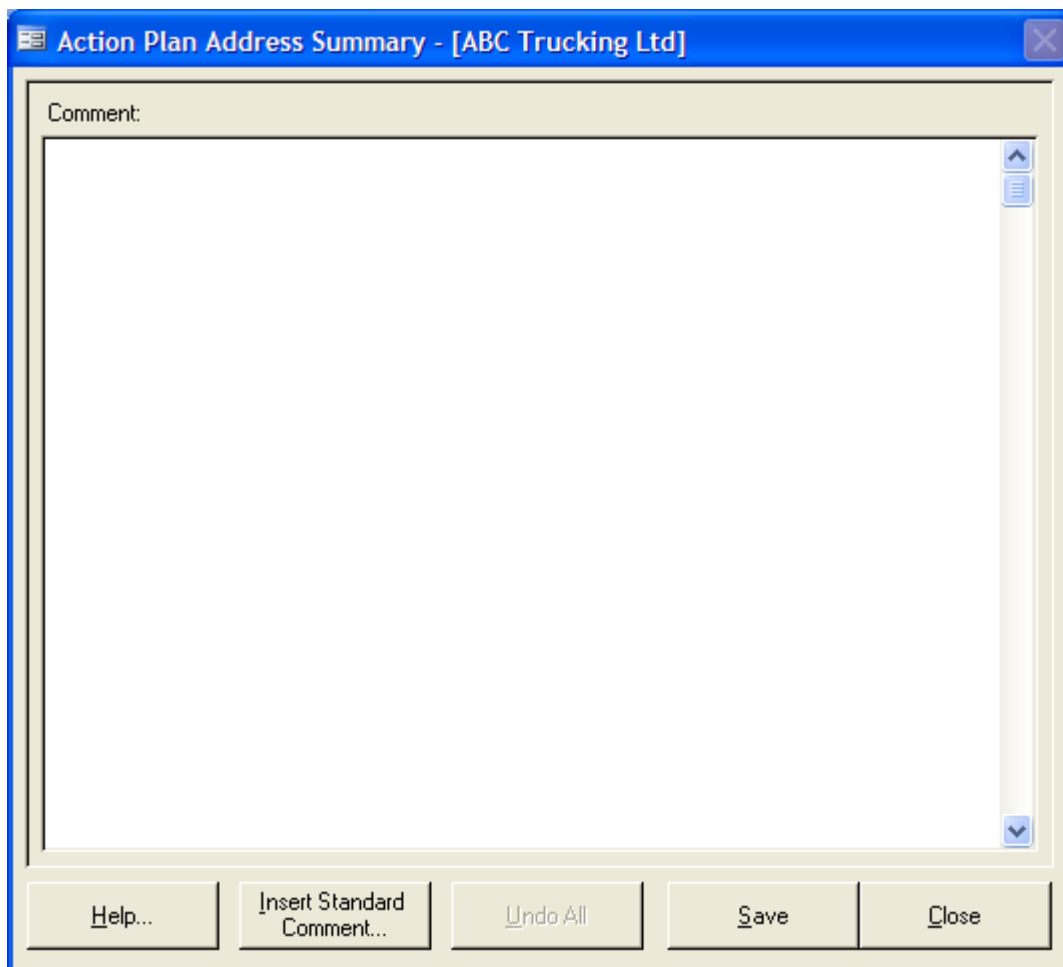 Action Plan Address Summary - [ABC Trucking Ltd]
Comment:
Help...
Insert Standard
Comment...
Undo All
Save
Close